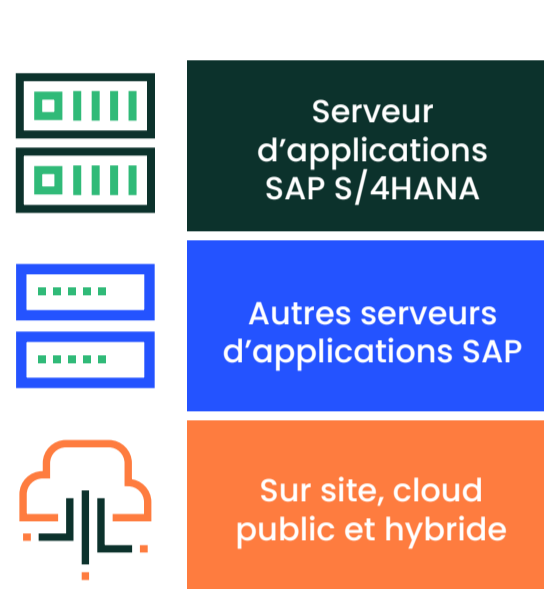 Serveur
d’applications
SAP S/4HANA
Autres serveurs
d’applications SAP
Sur site, cloud
public et hybride